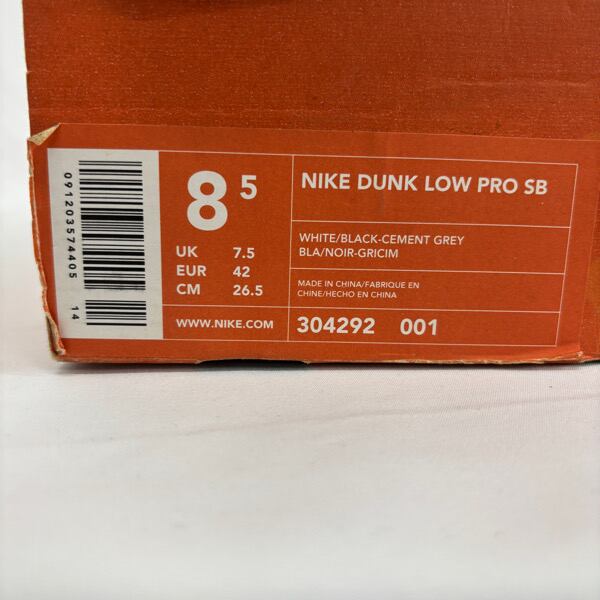 091203574405
14
8 5
UK 7.5
EUR 42
CM 26.5
WWW.NIKE.COM
NIKE DUNK LOW PRO SB
WHITE/BLACK-CEMENT GREY
BLA/NOIR-GRICIM
MADE IN CHINA/FABRIQUE EN
CHINE/HECHO EN CHINA
304292 001